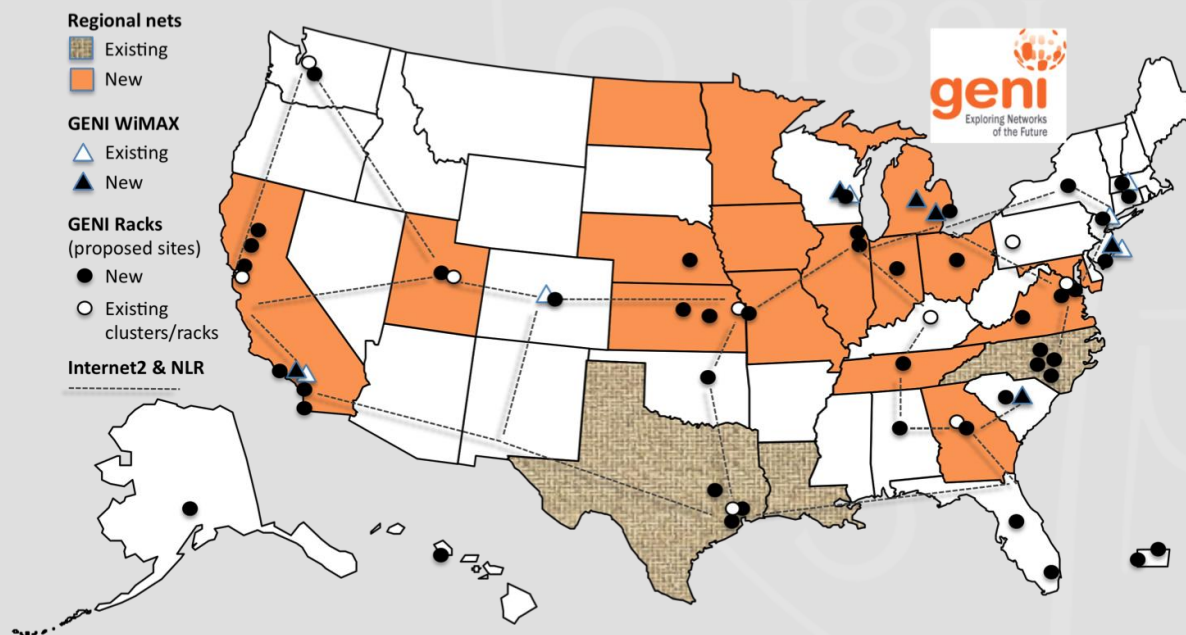 Regional nets
Existing
New
GENI WiMAX
Existing
New
GENI Racks
(proposed sites)
New
Existing
clusters/racks
Internet2 & NLR
geni
Exploring Networks
of the Future